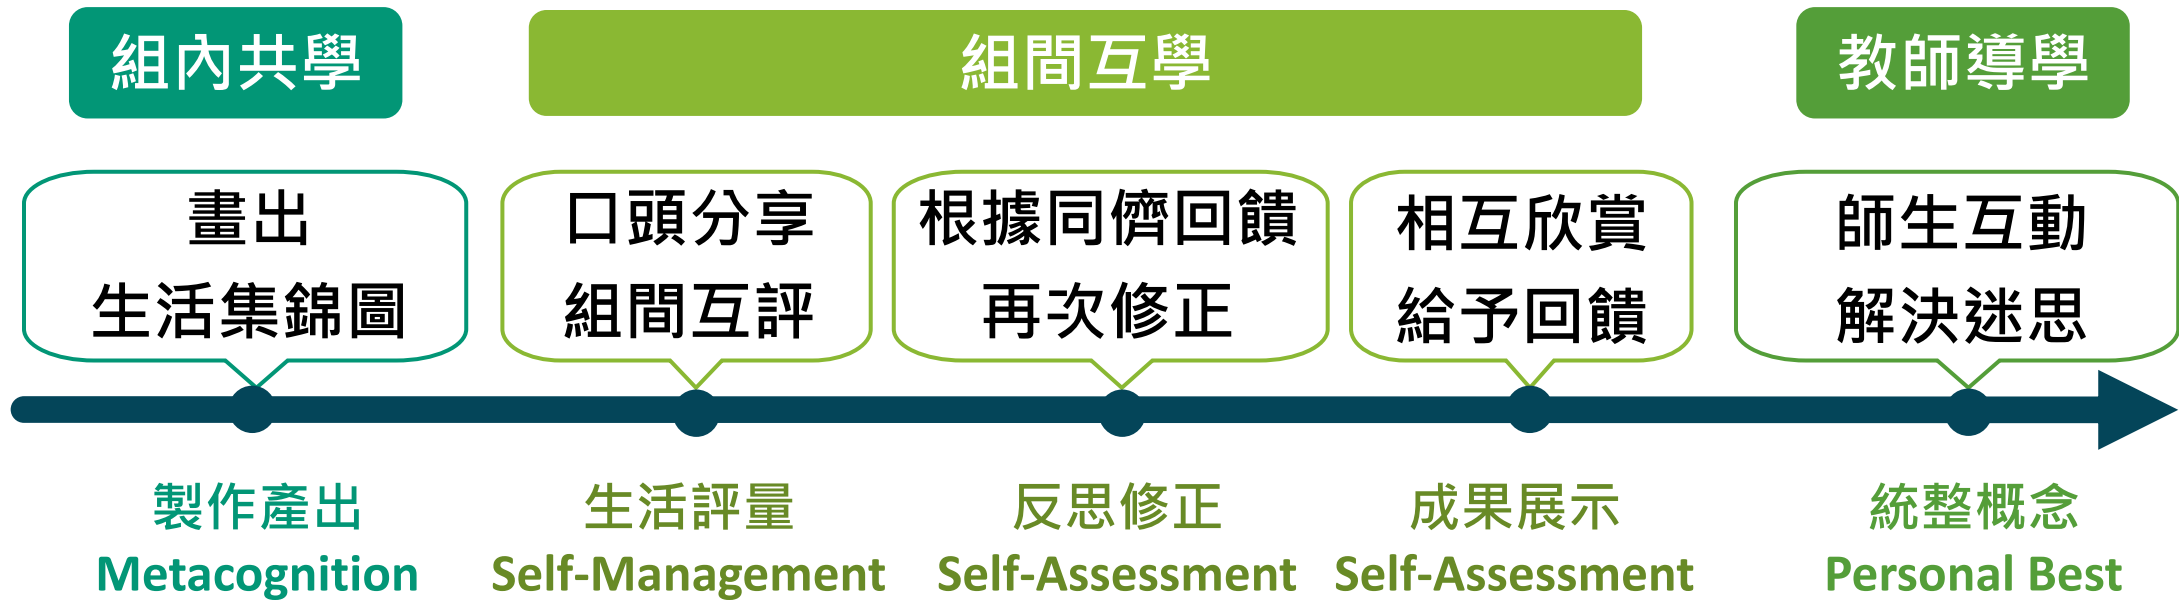 組內共學
組間互學
教師導學
畫出
生活集錦圖
口頭分享
組間互評
根據同儕回饋
再次修正
相互欣賞
給予回饋
師生互動
解決迷思
製作產出
Metacognition
生活評量
Self-Management
反思修正
Self-Assessment
成果展示
Self-Assessment
統整概念
Personal Best